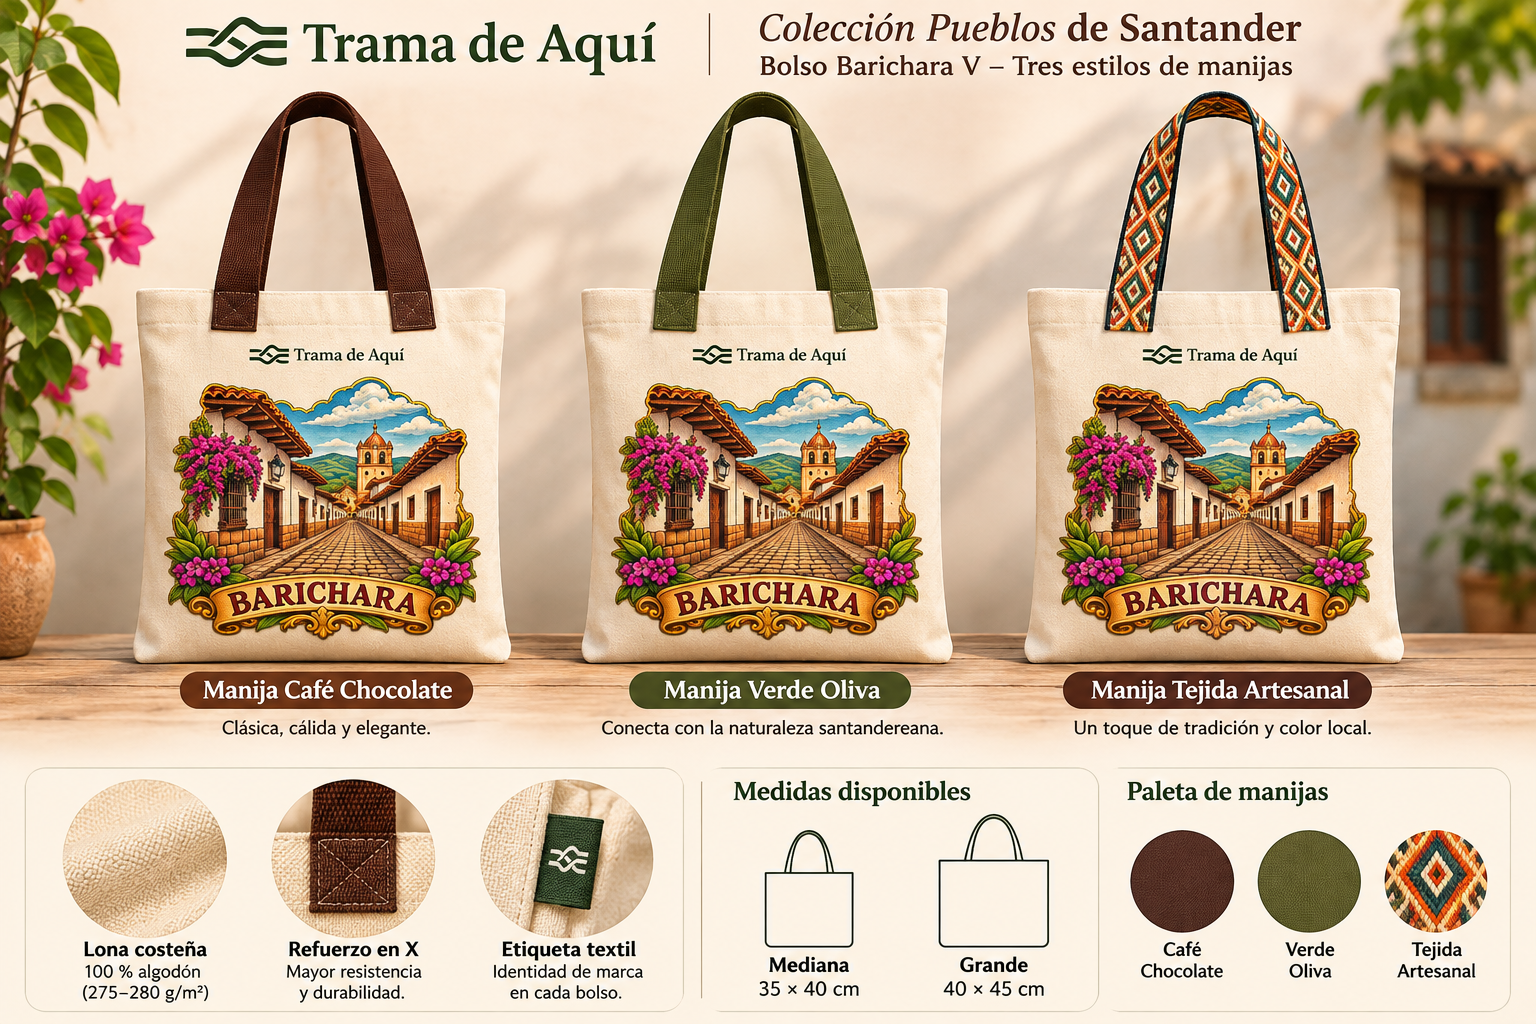 Trama de Aquí
Colección Pueblos de Santander
Bolso Barichara V – Tres estilos de manijas
Trama de Aquí
BARICHARA
Trama de Aquí
BARICHARA
Trama de Aquí
BARICHARA
Manija Café Chocolate
Clásica, cálida y elegante.
Manija Verde Oliva
Conecta con la naturaleza santandereana.
Manija Tejida Artesanal
Un toque de tradición y color local.
Lona costeña
100 % algodón
(275–280 g/m²)
Refuerzo en X
Mayor resistencia
y durabilidad.
Etiqueta textil
Identidad de marca
en cada bolso.
Medidas disponibles
Mediana
35 × 40 cm
Grande
40 × 45 cm
Paleta de manijas
Café
Chocolate
Verde
Oliva
Tejida
Artesanal